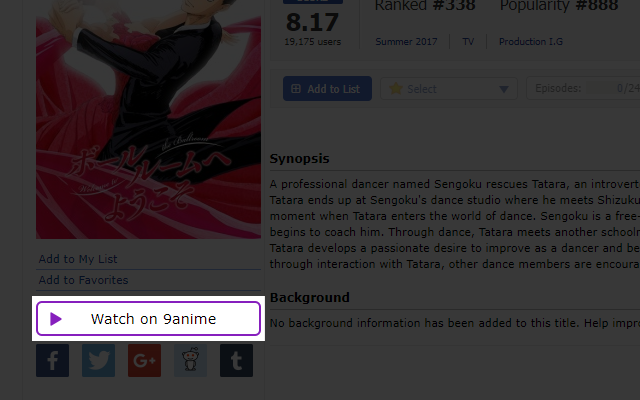 8.17
19,175 users
Ranked #338 Popularity #888
Summer 2017 TV Production I.G
Add to List
Select
Episodes: 0/24
ボールルームへ
ようこそ
Synopsis
A professional dancer named Sengoku rescues Tatara, an introvert
Tatara ends up at Sengoku's dance studio where he meets Shizuku
moment when Tatara enters the world of dance. Sengoku is a free-
begins to coach him. Through dance, Tatara meets another schoolm
Tatara develops a passionate desire to improve as a dancer and be
through interaction with Tatara, other dance members are encoura
Add to My List
Add to Favorites
Background
No background information has been added to this title. Help impro
Watch on 9anime